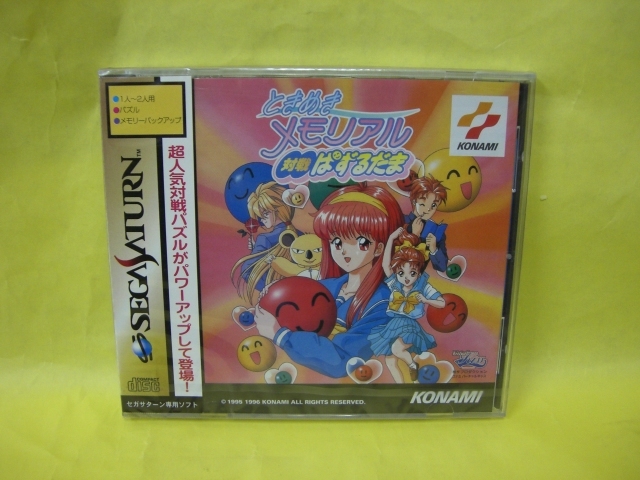 ●1人~2人用
●パズル
●メモリーバックアップ
SEGA SATURN™
超人気対戦パズルがパワーアップして登場!
セガサターン専用ソフト
ときめき
メモリアル
対戦ぱずるだま
KONAMI
© 1995 1996 KONAMI ALL RIGHTS RESERVED.
KONAMI